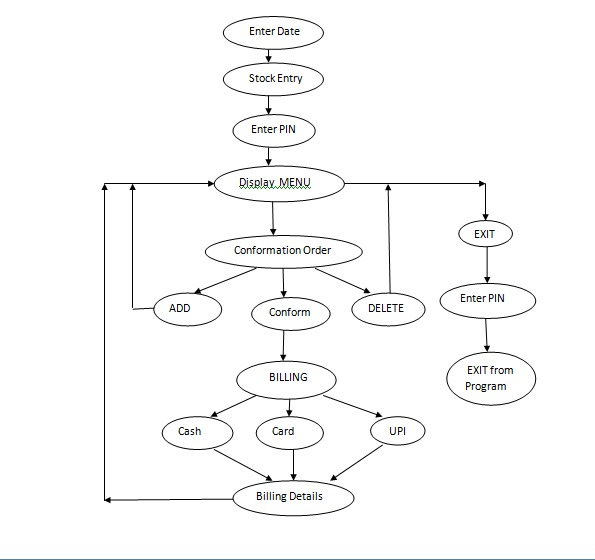 Enter Date
Stock Entry
Enter PIN
Display MENU
Conformation Order
EXIT
ADD
Conform
DELETE
Enter PIN
BILLING
EXIT from
Program
Cash
Card
UPI
Billing Details